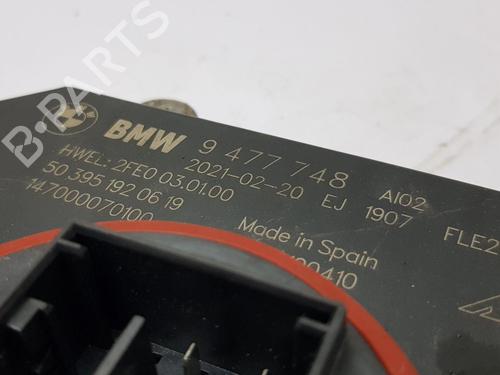 B-PARTS
BMW 9 477 748 AI02
HWEL: 2FE0 03.01.00 2021-02-20 EJ 1907 FLE2
50 395 192 06 19
147000070100
Made in Spain